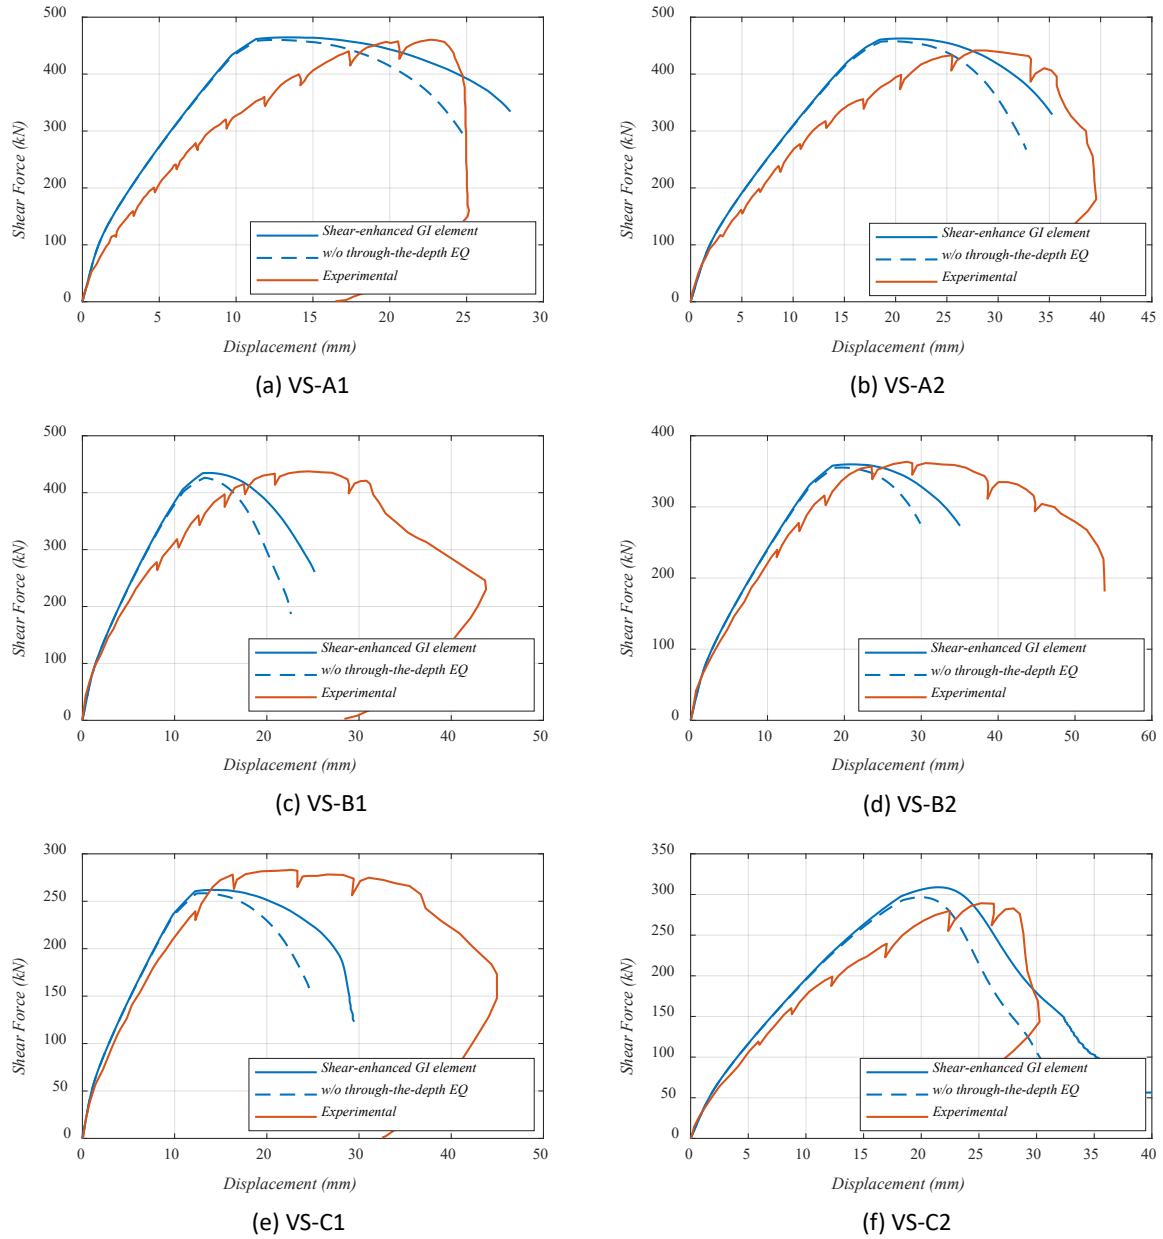 500
400
300
200
100
0
Shear Force (kN)
Shear-enhanced GI element
w/o through-the-depth EQ
Experimental
0 5 10 15 20 25 30
Displacement (mm)
(a) VS-A1
500
400
300
200
100
0
Shear Force (kN)
Shear-enhance GI element
w/o through-the-depth EQ
Experimental
0 5 10 15 20 25 30 35 40 45
Displacement (mm)
(b) VS-A2
500
400
300
200
100
0
Shear Force (kN)
Shear-enhanced GI element
w/o through-the-depth EQ
Experimental
0 10 20 30 40 50
Displacement (mm)
(c) VS-B1
400
300
200
100
0
Shear Force (kN)
Shear-enhanced GI element
w/o through-the-depth EQ
Experimental
0 10 20 30 40 50 60
Displacement (mm)
(d) VS-B2
300
250
200
150
100
50
0
Shear Force (kN)
Shear-enhanced GI element
w/o through-the-depth EQ
Experimental
0 10 20 30 40 50
Displacement (mm)
(e) VS-C1
350
300
250
200
150
100
50
0
Shear Force (kN)
Shear-enhanced GI element
w/o through-the-depth EQ
Experimental
0 5 10 15 20 25 30 35 40
Displacement (mm)
(f) VS-C2